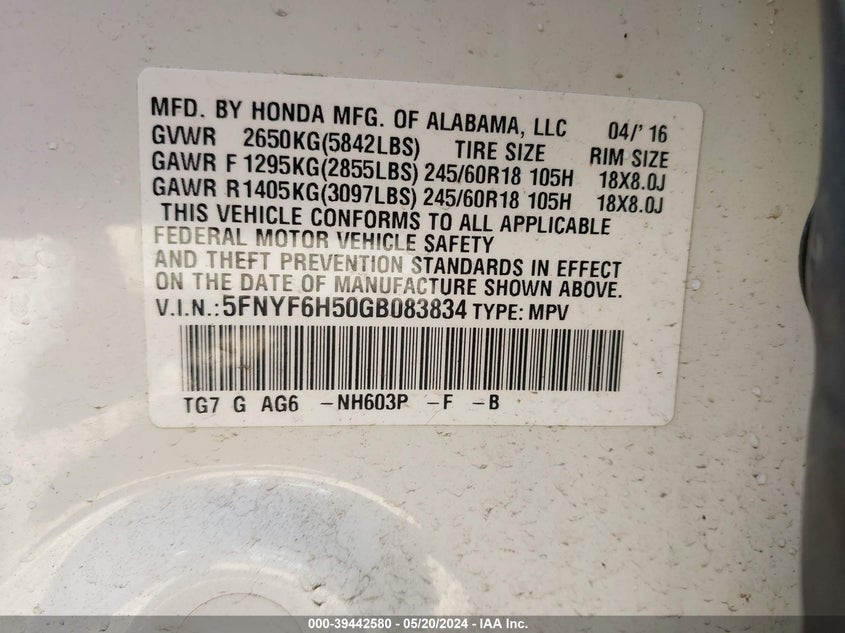 MFD. BY HONDA MFG. OF ALABAMA, LLC 04/' 16
GVWR 2650KG(5842LBS) TIRE SIZE RIM SIZE
GAWR F 1295KG(2855LBS) 245/60R18 105H 18X8.0J
GAWR R1405KG(3097LBS) 245/60R18 105H 18X8.0J
THIS VEHICLE CONFORMS TO ALL APPLICABLE
FEDERAL MOTOR VEHICLE SAFETY
AND THEFT PREVENTION STANDARDS IN EFFECT
ON THE DATE OF MANUFACTURE SHOWN ABOVE.
V.I.N.:5FNYF6H50GB083834 TYPE: MPV
TG7 G AG6 -NH603P -F -B
000-39442580 - 05/20/2024 - IAA Inc.